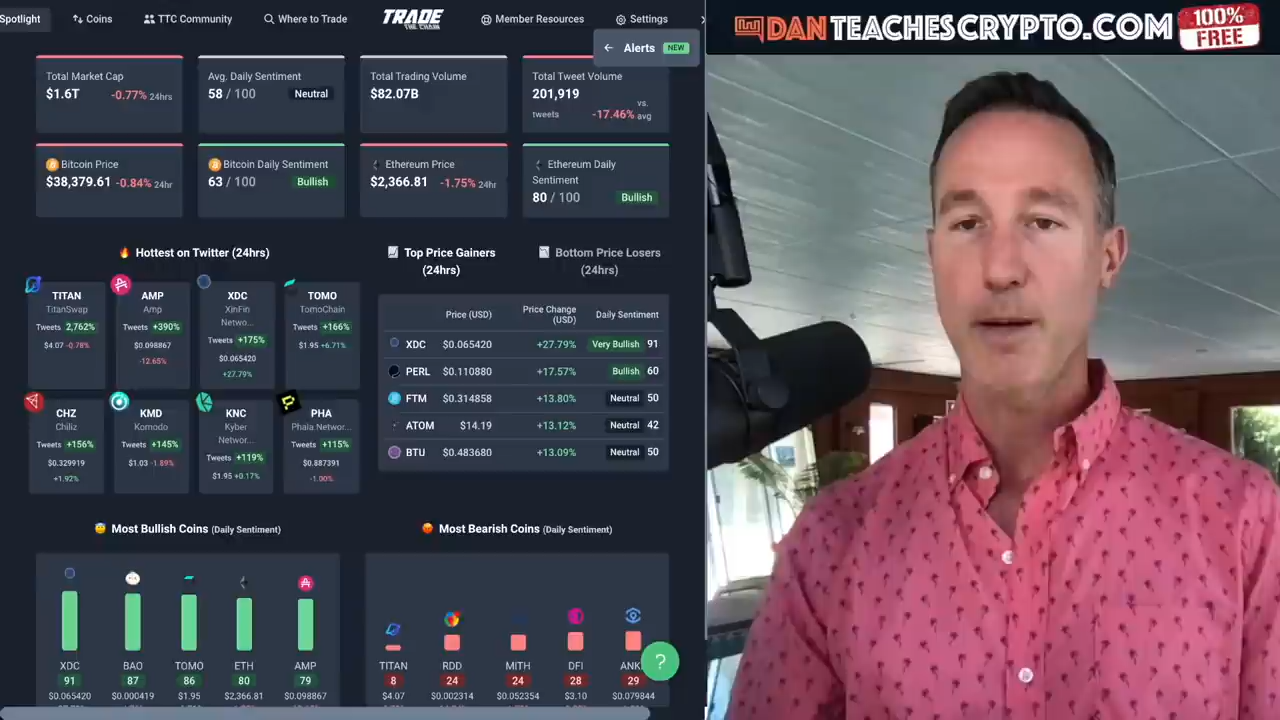 Spotlight
Coins
TTC Community
Where to Trade
TRADE
THE CHAIN
Member Resources
Settings
Alerts NEW
DANTEACHESCRYPTO.COM
100%
FREE
Total Market Cap
$1.6T -0.77% 24hrs
Avg. Daily Sentiment
58 / 100 Neutral
Total Trading Volume
$82.07B
Total Tweet Volume
201,919
tweets -17.46% vs. avg
Bitcoin Price
$38,379.61 -0.84% 24hr
Bitcoin Daily Sentiment
63 / 100 Bullish
Ethereum Price
$2,366.81 -1.75% 24hr
Ethereum Daily
Sentiment
80 / 100 Bullish
Hottest on Twitter (24hrs)
TITAN
TitanSwap
Tweets 2,762%
$4.07 -0.78%
AMP
Amp
Tweets +390%
$0.098867
-12.65%
XDC
XinFin
Netwo...
Tweets +175%
$0.065420
+27.79%
TOMO
TomoChain
Tweets +166%
$1.95 +6.71%
CHZ
Chiliz
Tweets +156%
$0.329919
+1.92%
KMD
Komodo
Tweets +145%
$1.03 -1.89%
KNC
Kyber
Networ...
Tweets +119%
$1.95 +0.17%
PHA
Phala.Networ...
Tweets +115%
$0.887391
-1.00%
Top Price Gainers
(24hrs)
Bottom Price Losers
(24hrs)
Price (USD) Price Change
(USD) Daily Sentiment
XDC $0.065420 +27.79% Very Bullish 91
PERL $0.110880 +17.57% Bullish 60
FTM $0.314858 +13.80% Neutral 50
ATOM $14.19 +13.12% Neutral 42
BTU $0.483680 +13.09% Neutral 50
Most Bullish Coins (Daily Sentiment)
XDC BAO TOMO ETH AMP
91 87 86 80 79
$0.065420 $0.000419 $1.95 $2,366.81 $0.098867
Most Bearish Coins (Daily Sentiment)
TITAN RDD MITH DFI ANK
8 24 24 28 29
$4.07 $0.002314 $0.052354 $3.10 $0.079844
?